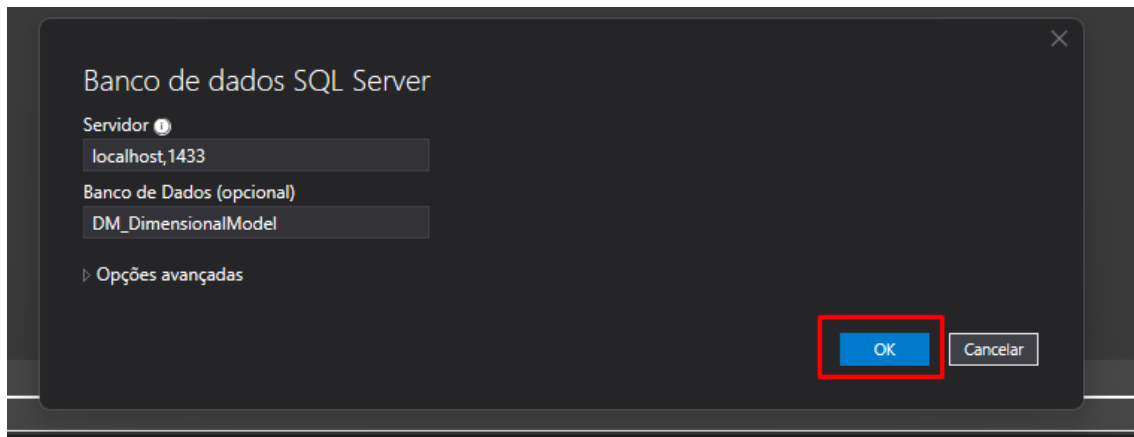 Banco de dados SQL Server
Servidor
localhost,1433
Banco de Dados (opcional)
DM_DimensionalModel
Opções avançadas
OK
Cancelar